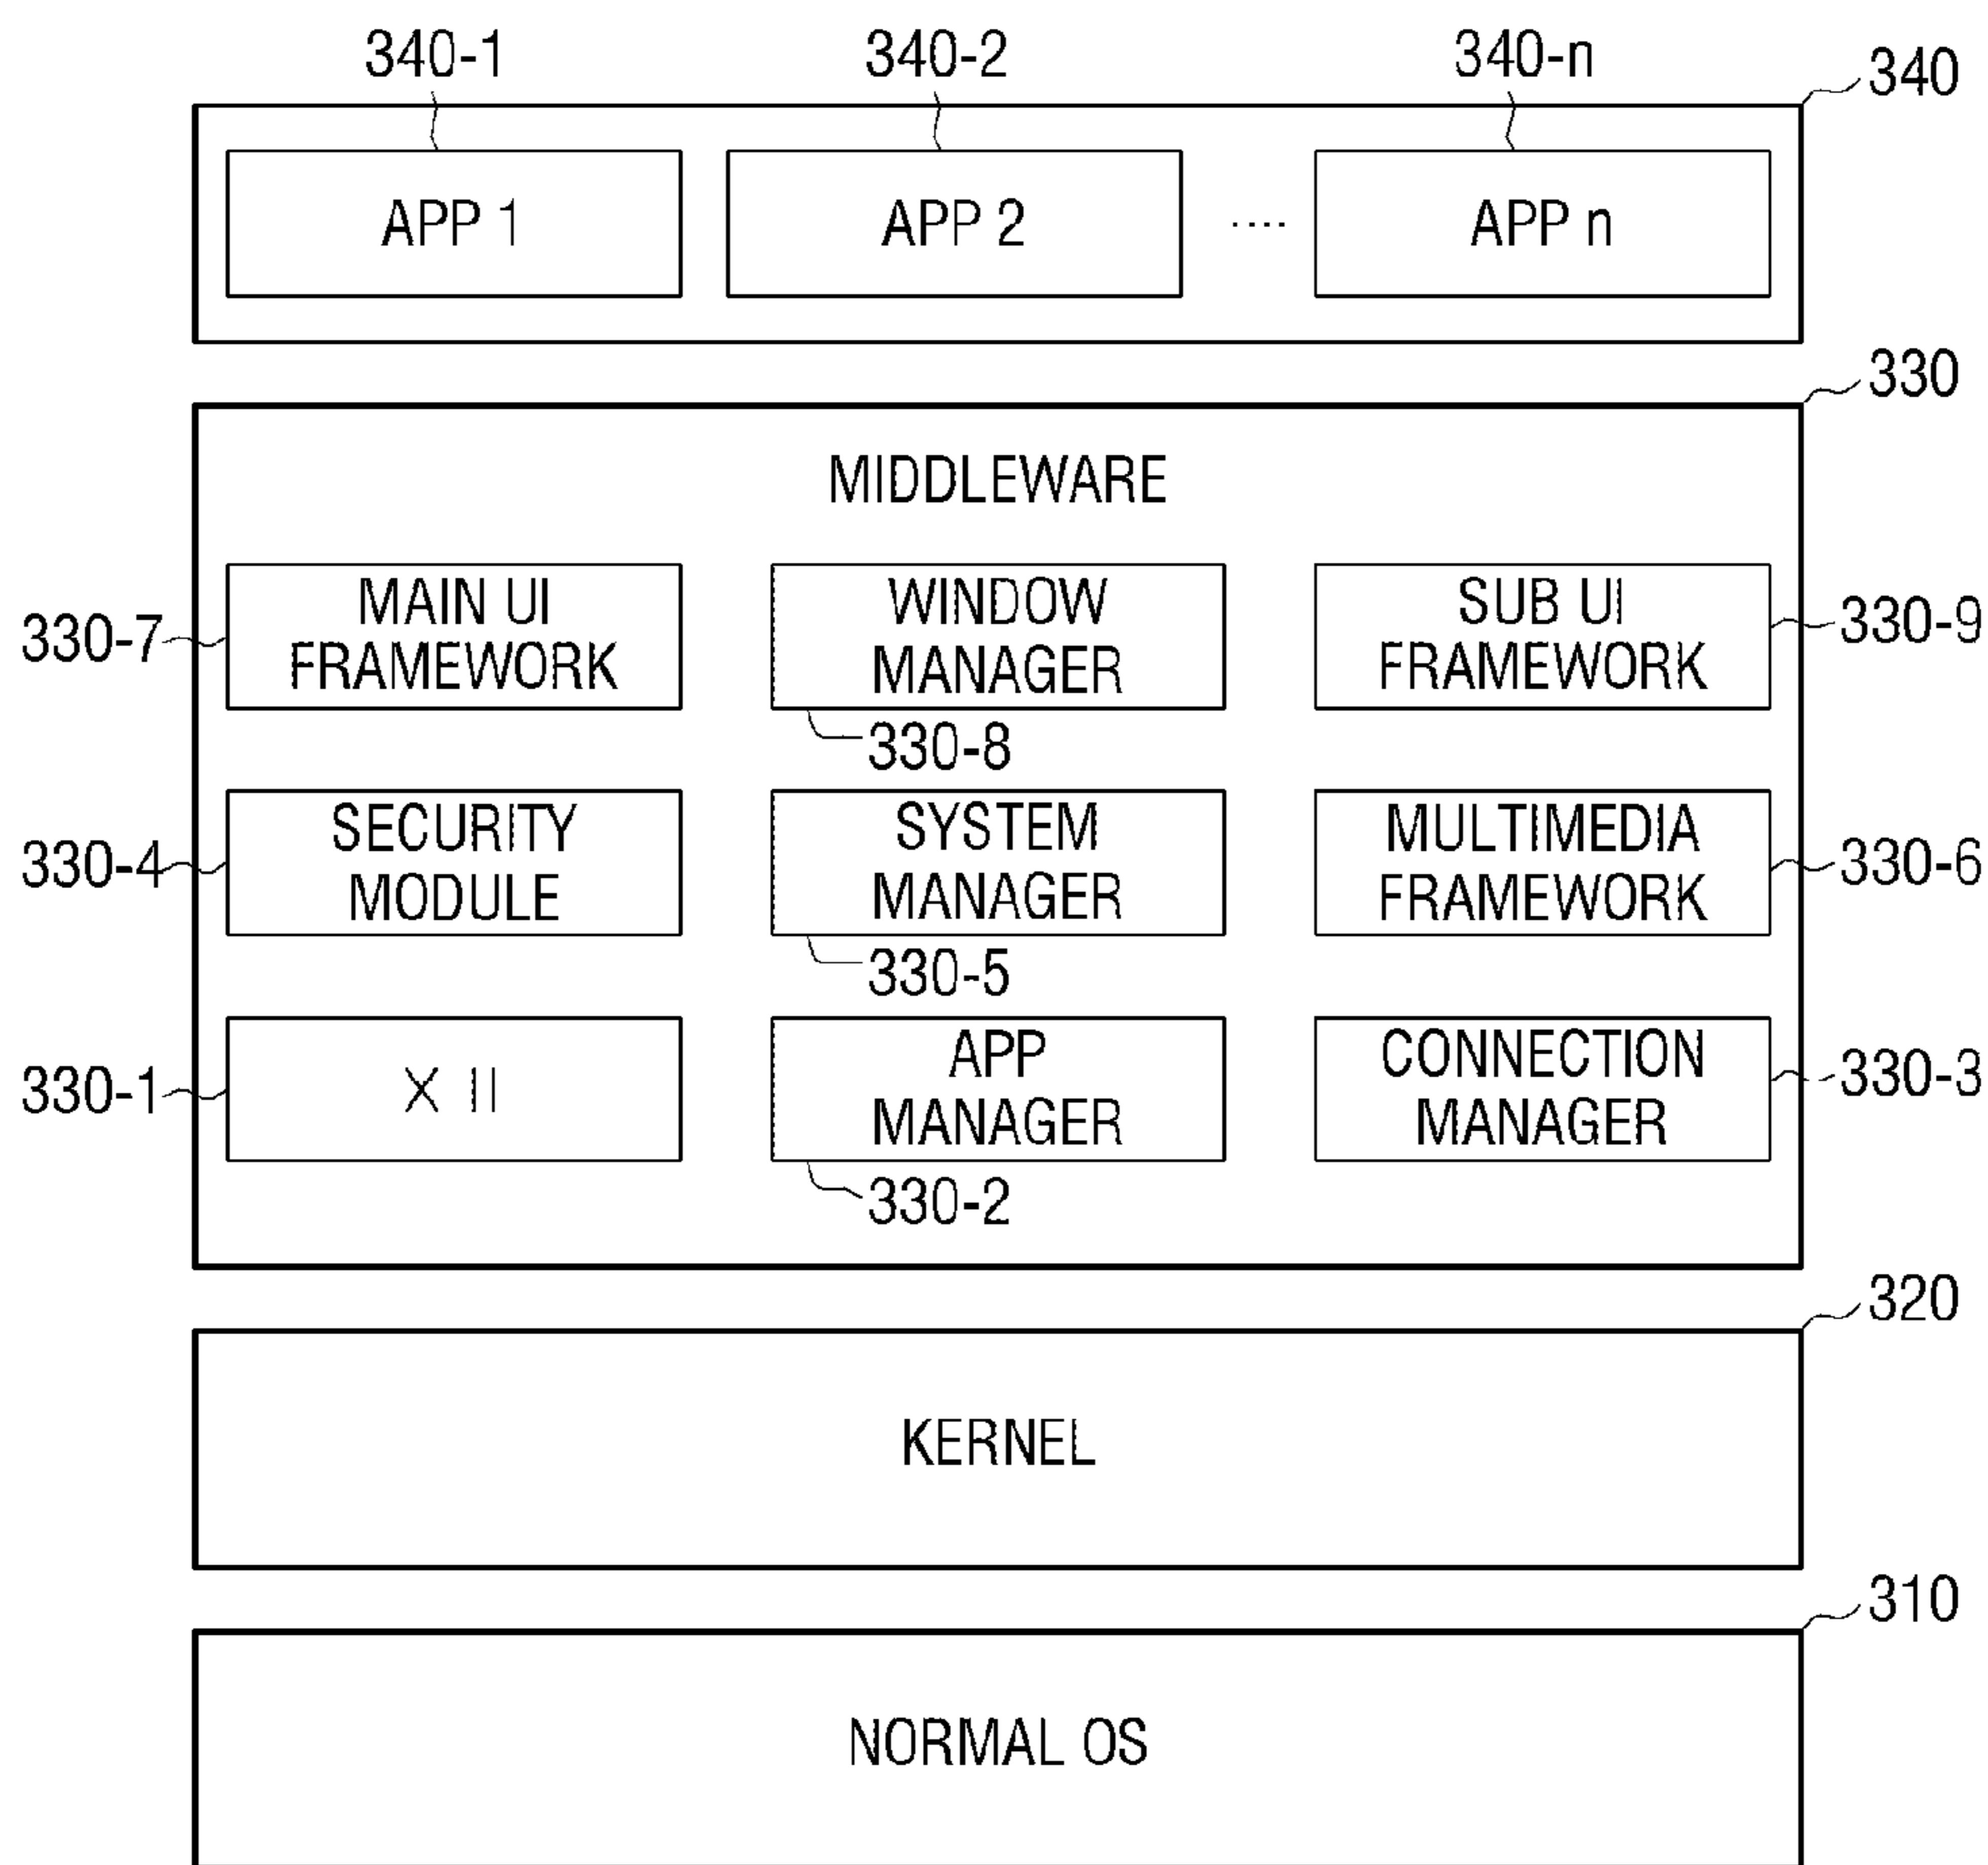 340-1 340-2 340-n 340
APP 1 APP 2 .... APP n
330
MIDDLEWARE
330-7 MAIN UI FRAMEWORK
WINDOW MANAGER
330-8
SUB UI FRAMEWORK 330-9
330-4 SECURITY MODULE
SYSTEM MANAGER
330-5
MULTIMEDIA FRAMEWORK 330-6
330-1 X II
APP MANAGER
330-2
CONNECTION MANAGER 330-3
320
KERNEL
310
NORMAL OS